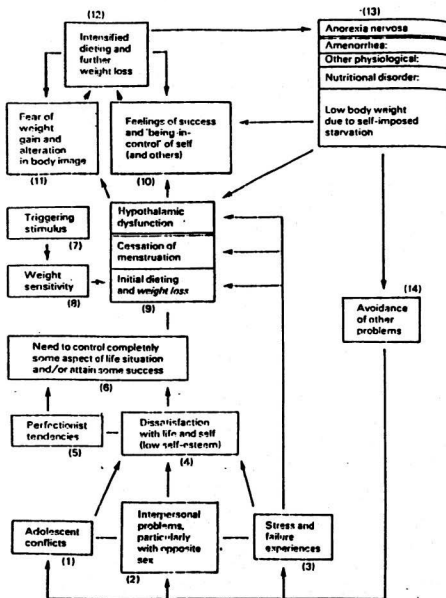 (12)
Intensified
dieting and
further
weight loss
(13)
Anorexia nervosa
Amenorrhea:
Other physiological:
Nutritional disorder:
Low body weight
due to self-imposed
starvation
Fear of
weight
gain and
alteration
in body image
(11)
Feelings of success
and 'being-in-
control' of self
(and others)
(10)
Triggering
stimulus
(7)
Hypothalamic
dysfunction
Cessation of
menstruation
Initial dieting
and weight loss
(9)
Weight
sensitivity
(8)
(14)
Avoidance
of other
problems
Need to control completely
some aspect of life situation
and/or attain some success
(6)
Perfectionist
tendencies
(5)
Dissatisfaction
with life and self
(low self-esteem)
(4)
Adolescent
conflicts
(1)
Interpersonal
problems,
particularly
with opposite
sex
(2)
Stress and
failure
experiences
(3)